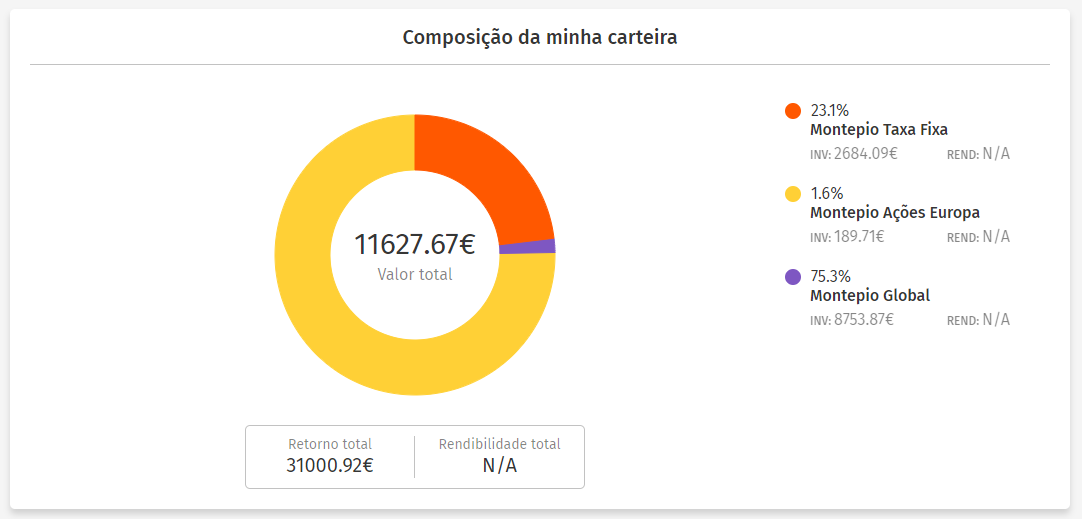 Composição da minha carteira
11627.67€
Valor total
Retorno total
31000.92€
Rendibilidade total
N/A
23.1%
Montepio Taxa Fixa
INV: 2684.09€ REND: N/A
1.6%
Montepio Ações Europa
INV: 189.71€ REND: N/A
75.3%
Montepio Global
INV: 8753.87€ REND: N/A